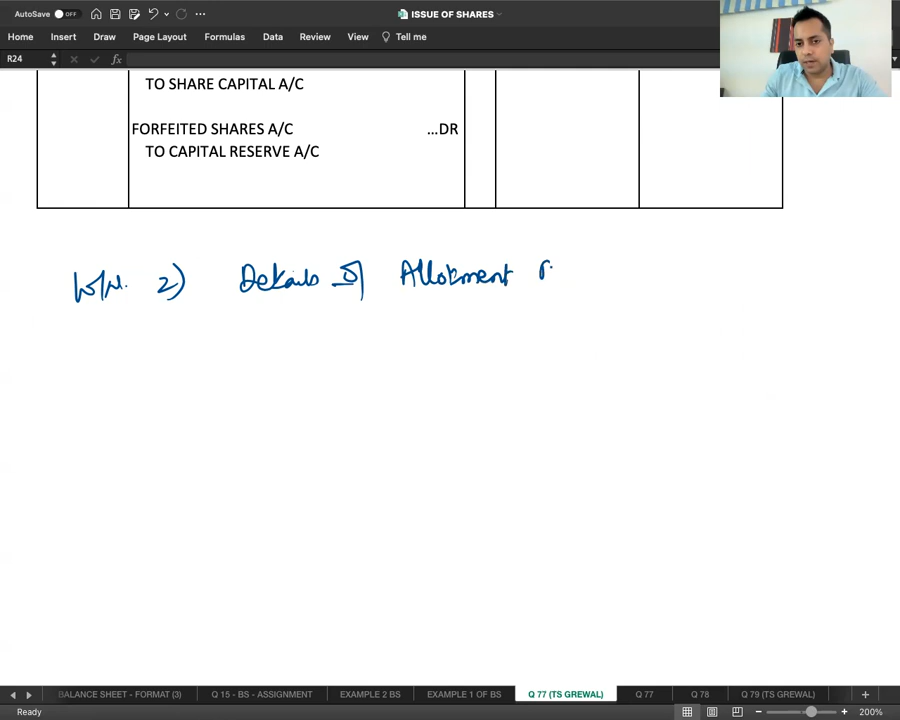 AutoSave OFF ISSUE OF SHARES
Home Insert Draw Page Layout Formulas Data Review View Tell me
R24 fx
TO SHARE CAPITAL A/C
FORFEITED SHARES A/C ...DR
TO CAPITAL RESERVE A/C
W/N. 2) Details of Allotment
BALANCE SHEET - FORMAT (3) Q 15 - BS - ASSIGNMENT EXAMPLE 2 BS EXAMPLE 1 OF BS Q 77 (TS GREWAL) Q 77 Q 78 Q 79 (TS GREWAL) +
Ready - + 200%